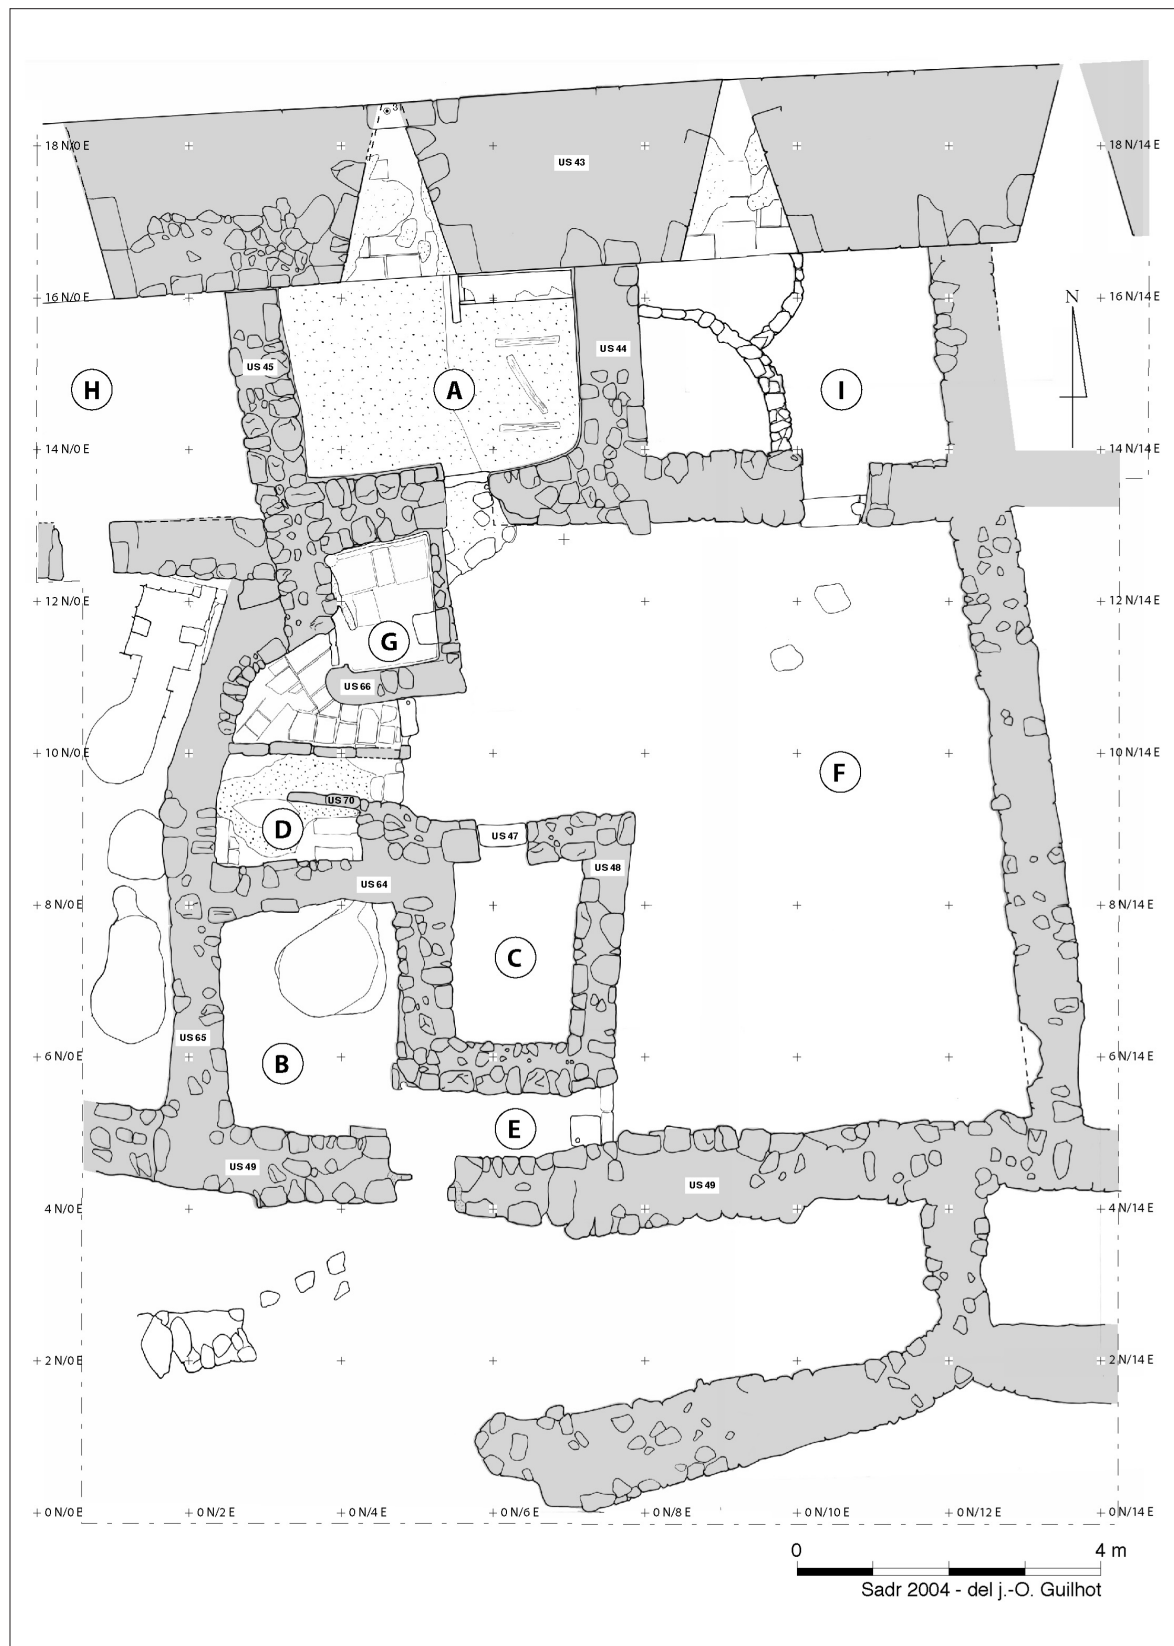 3
18 N/0 E
18 N/14 E
US 43
16 N/0 E
N
16 N/14 E
US 44
US 45
H
A
I
14 N/0 E
14 N/14 E
12 N/0 E
12 N/14 E
G
US 66
10 N/0 E
10 N/14 E
F
US 70
D
US 47
US 48
US 64
8 N/0 E
8 N/14 E
C
US 65
6 N/0 E
6 N/14 E
B
E
US 49
US 49
4 N/0 E
4 N/14 E
2 N/0 E
2 N/14 E
0 N/0 E
0 N/2 E
0 N/4 E
0 N/6 E
0 N/8 E
0 N/10 E
0 N/12 E
0 N/14 E
0
4 m
Sadr 2004 - del j.-O. Guilhot